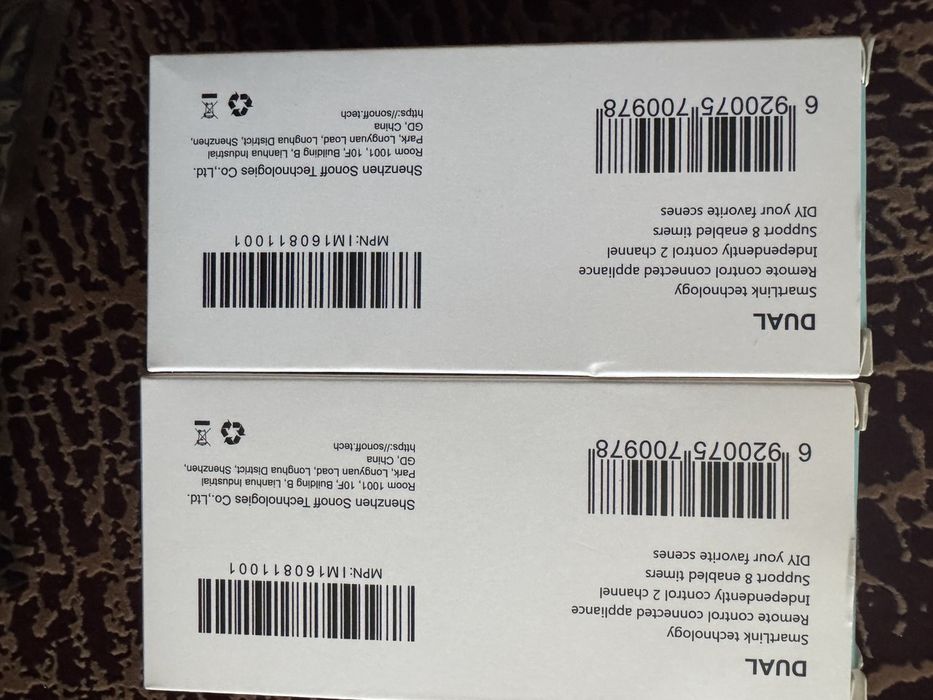 DUAL
SmartLink technology
Remote control connected appliance
Independently control 2 channel
Support 8 enabled timers
DIY your favorite scenes
6 920075 700978
MPN:IM160811001
Shenzhen Sonoff Technologies Co.,Ltd.
Room 1001, 10F, Building B, Lianhua Industrial
Park, Longyuan Load, Longhua District, Shenzhen,
GD, China
https://sonoff.tech
DUAL
SmartLink technology
Remote control connected appliance
Independently control 2 channel
Support 8 enabled timers
DIY your favorite scenes
6 920075 700978
MPN:IM160811001
Shenzhen Sonoff Technologies Co.,Ltd.
Room 1001, 10F, Building B, Lianhua Industrial
Park, Longyuan Load, Longhua District, Shenzhen,
GD, China
https://sonoff.tech